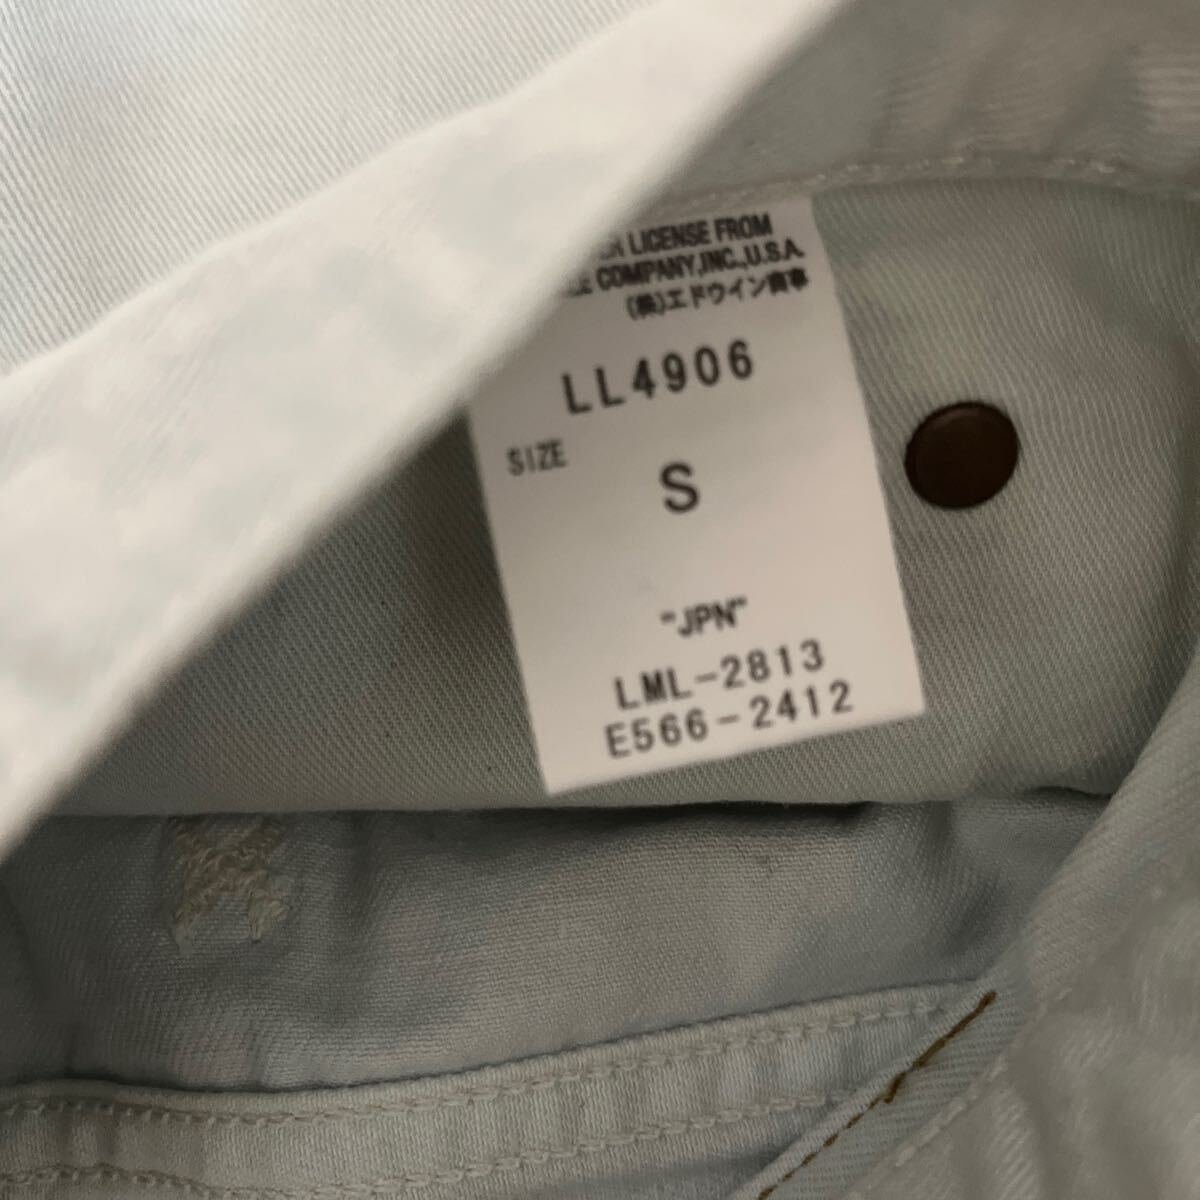 LICENSE FROM
COMPANY,INC.,U.S.A.
(株)エドウイン商事
LL4906
SIZE
S
"JPN"
LML-2813
E566-2412